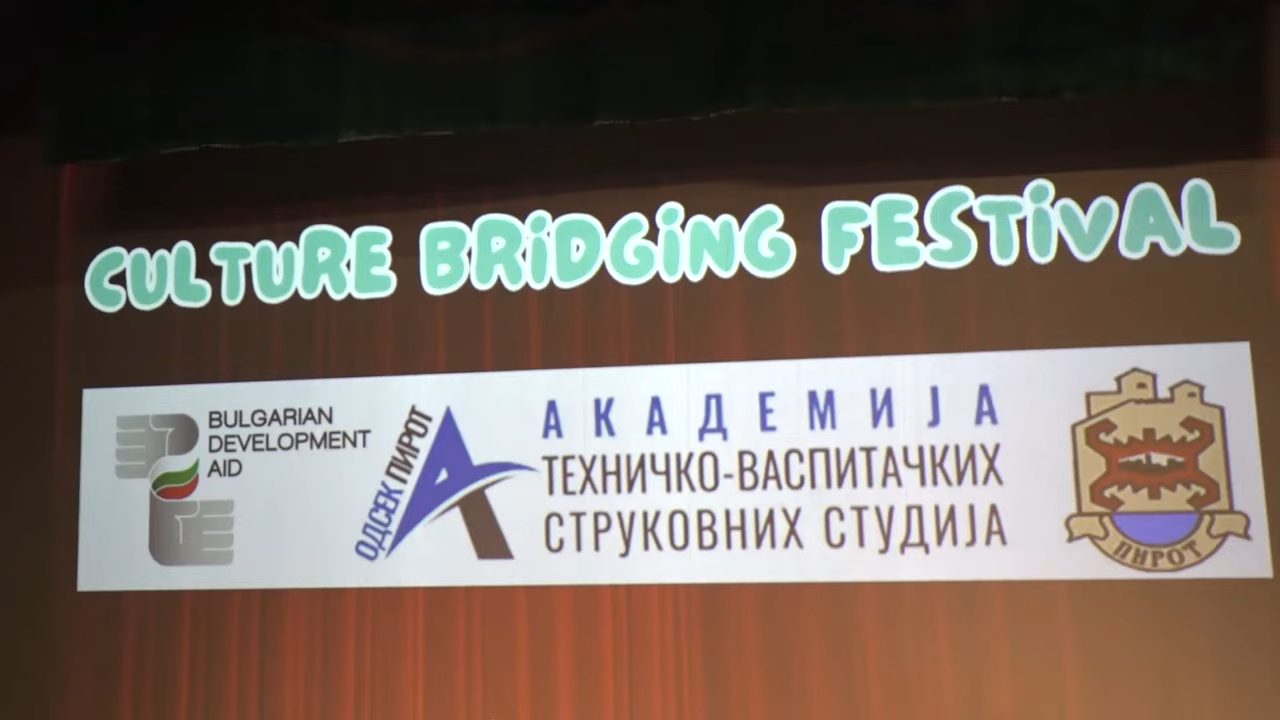 CULTURE BRIDGING FESTIVAL
BULGARIAN
DEVELOPMENT
AID
ОДСЕК ПИРОТ
АКАДЕМИЈА
ТЕХНИЧКО-ВАСПИТАЧКИХ
СТРУКОВНИХ СТУДИЈА
ПИРОТ